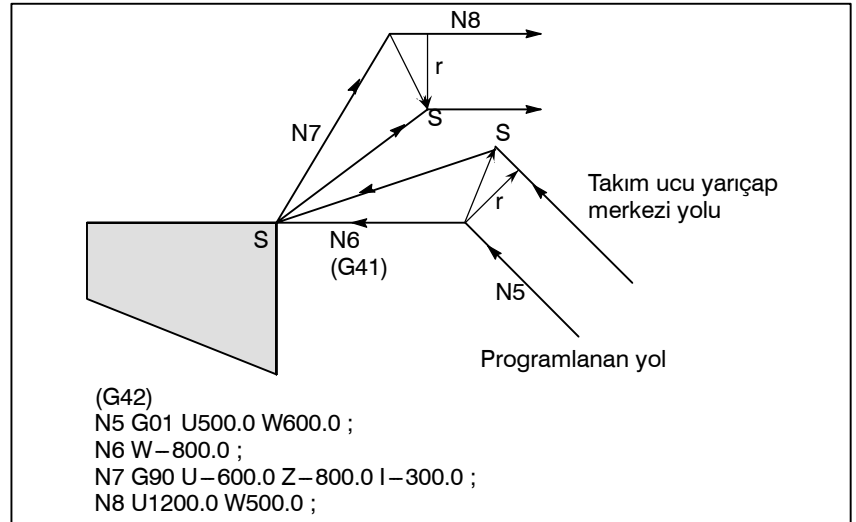 N8
r
S
N7
S
Takım ucu yarıçap
merkezi yolu
r
S
N6
(G41)
N5
Programlanan yol
(G42)
N5 G01 U500.0 W600.0 ;
N6 W−800.0 ;
N7 G90 U−600.0 Z−800.0 I−300.0 ;
N8 U1200.0 W500.0 ;